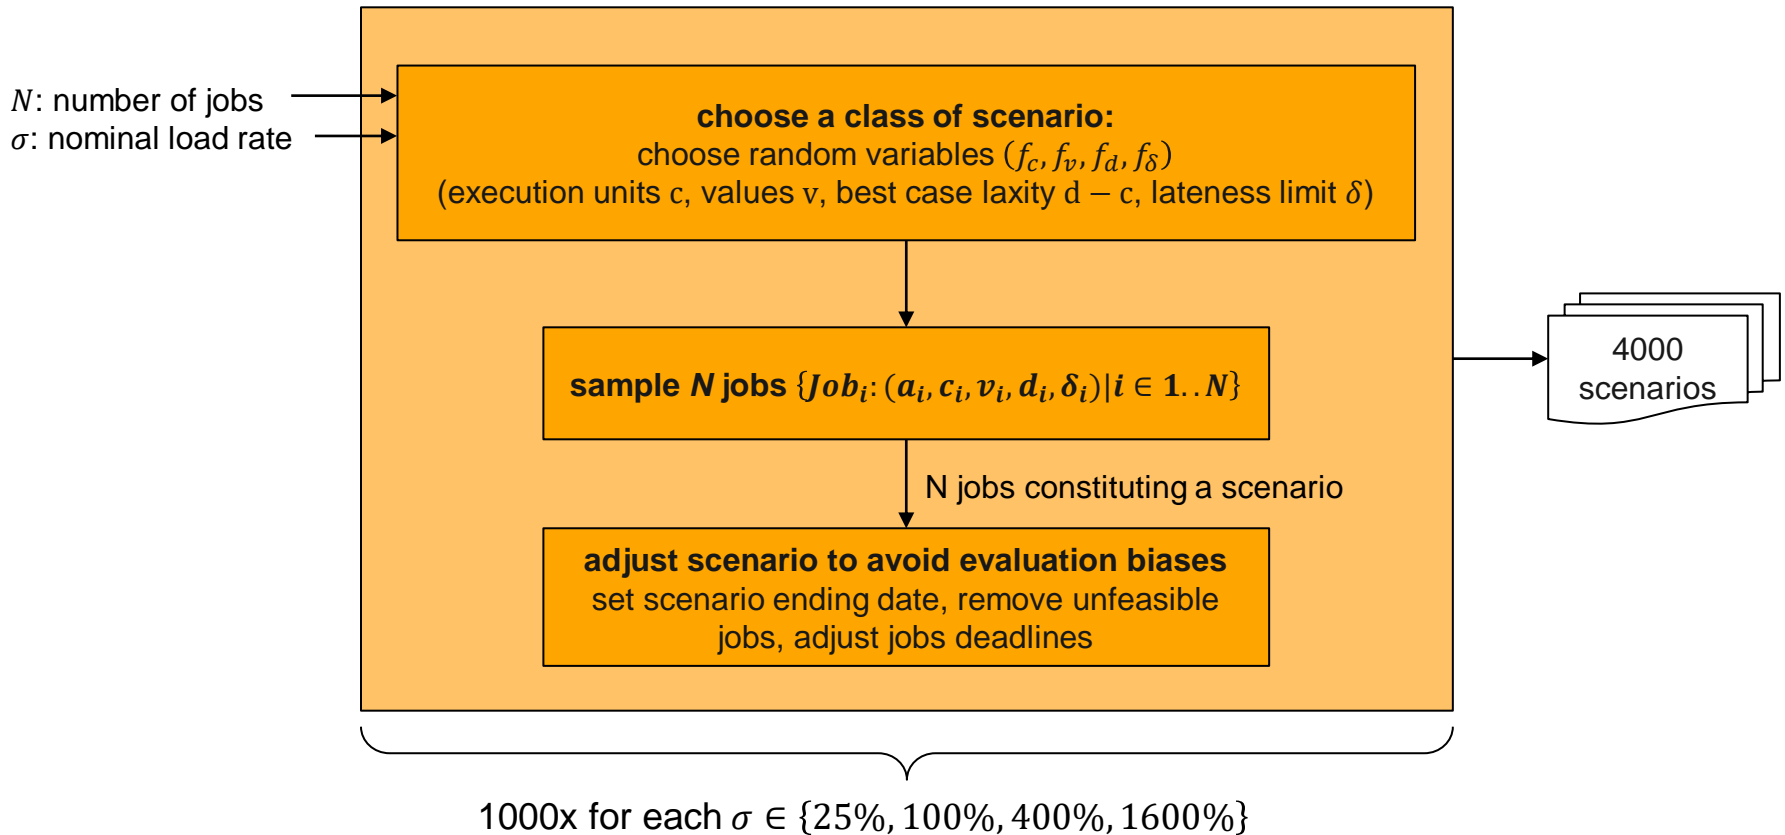 N: number of jobs
σ: nominal load rate
choose a class of scenario:
choose random variables (f_c, f_v, f_d, f_δ)
(execution units c, values v, best case laxity d − c, lateness limit δ)
sample N jobs {Job_i: (a_i, c_i, v_i, d_i, δ_i)|i ∈ 1..N}
N jobs constituting a scenario
adjust scenario to avoid evaluation biases
set scenario ending date, remove unfeasible
jobs, adjust jobs deadlines
4000
scenarios
1000x for each σ ∈ {25%, 100%, 400%, 1600%}